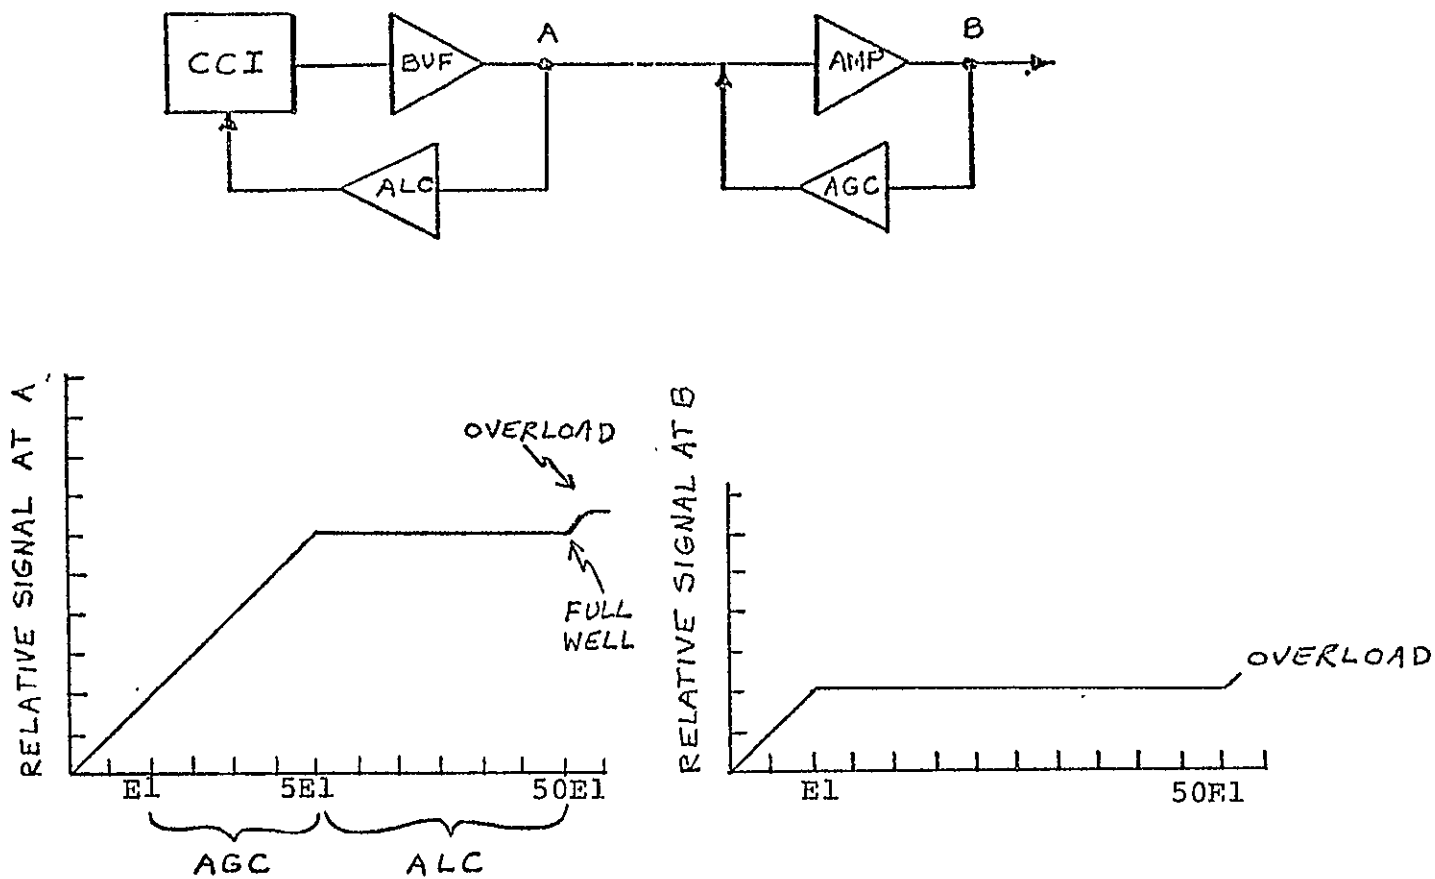 A
B
CCI
BUF
AMP
ALC
AGC
RELATIVE SIGNAL AT A
OVERLOAD
FULL
WELL
E1
5E1
50E1
AGC
ALC
RELATIVE SIGNAL AT B
OVERLOAD
E1
50E1